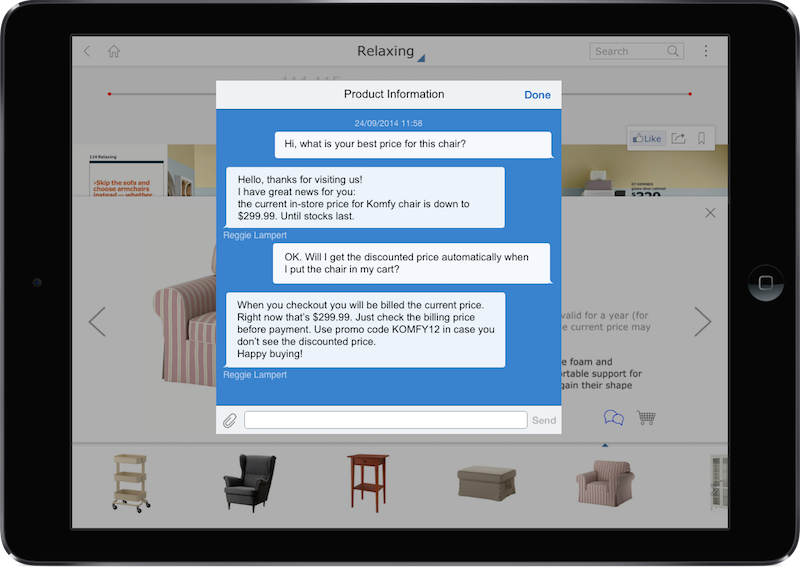 Relaxing
Search
Product Information
Done
24/09/2014 11:58
Hi, what is your best price for this chair?
Like
114 Relaxing
›Skip the sofa and
choose armchairs
instead — whether
Hello, thanks for visiting us!
I have great news for you:
the current in-store price for Komfy chair is down to
$299.99. Until stocks last.
Reggie Lampert
OK. Will I get the discounted price automatically when
I put the chair in my cart?
When you checkout you will be billed the current price.
Right now that's $299.99. Just check the billing price
before payment. Use promo code KOMFY12 in case you
don't see the discounted price.
Happy buying!
Reggie Lampert
valid for a year (for
e current price may
e foam and
ortable support for
gain their shape
Send